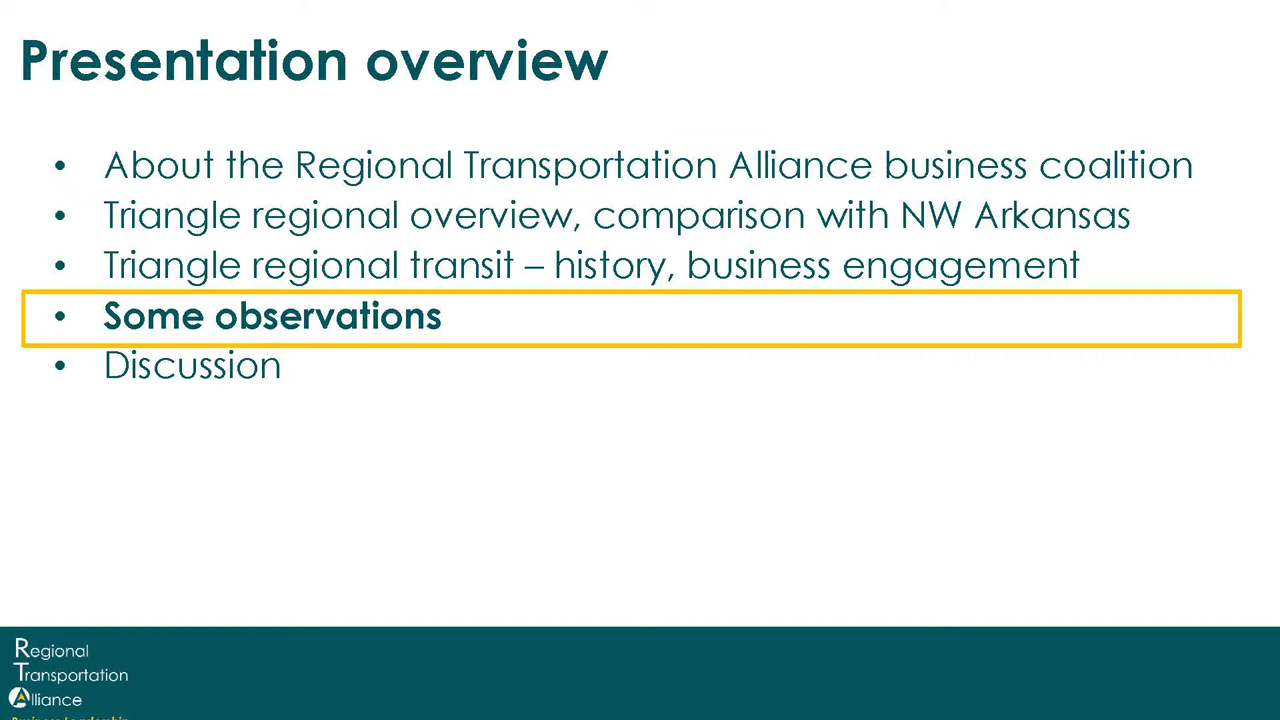 Presentation overview
• About the Regional Transportation Alliance business coalition
• Triangle regional overview, comparison with NW Arkansas
• Triangle regional transit – history, business engagement
• Some observations
• Discussion
Regional
Transportation
Alliance